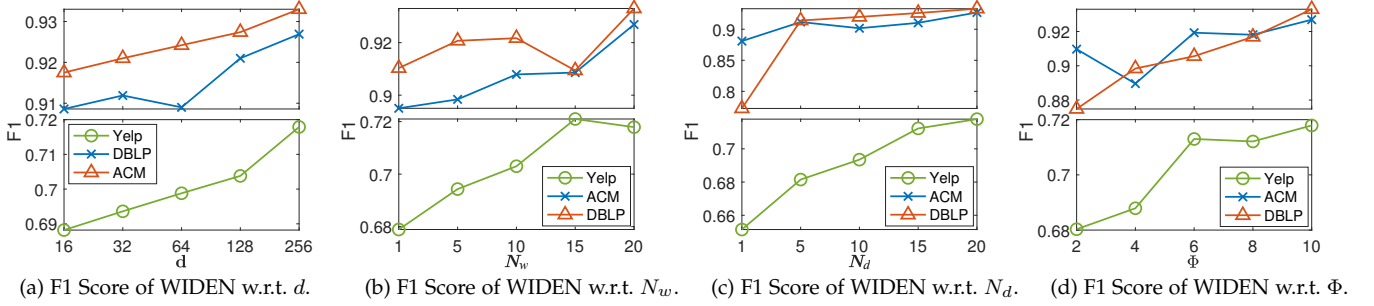 F1
0.93
0.92
0.91
0.72
0.71
0.7
0.69
Yelp
DBLP
ACM
16 32 64 128 256
d
(a) F1 Score of WIDEN w.r.t. d.
F1
0.92
0.9
0.72
0.7
0.68
Yelp
ACM
DBLP
1 5 10 15 20
N_w
(b) F1 Score of WIDEN w.r.t. N_w.
F1
0.9
0.85
0.8
0.7
0.68
0.66
Yelp
ACM
DBLP
1 5 10 15 20
N_d
(c) F1 Score of WIDEN w.r.t. N_d.
F1
0.92
0.9
0.88
0.72
0.7
0.68
Yelp
ACM
DBLP
2 4 6 8 10
Φ
(d) F1 Score of WIDEN w.r.t. Φ.